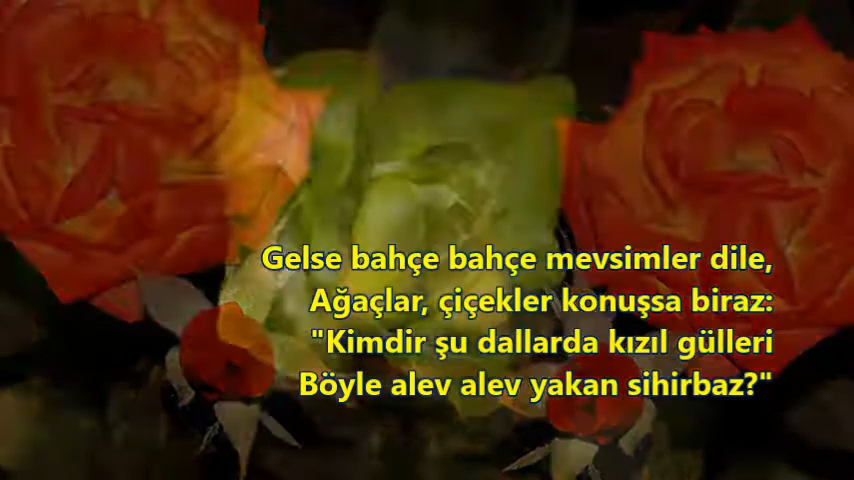 Gelse bahçe bahçe mevsimler dile,
Ağaçlar, çiçekler konuşsa biraz:
"Kimdir şu dallarda kızıl gülleri
Böyle alev alev yakan sihirbaz?"